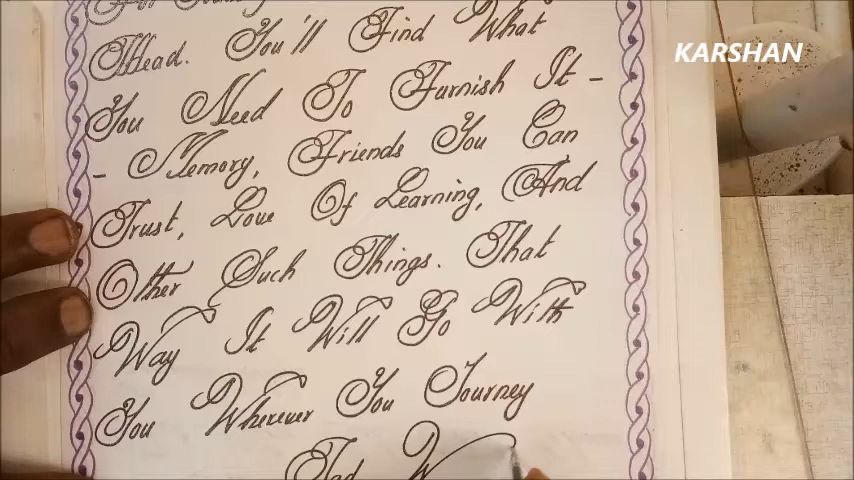 Head. You'll Find What
You Need To Furnish It -
- Memory, Friends You Can
Trust, Love Of Learning, And
Other Such Things. That
Way It Will Go With
You Wherever You Journey
Tad W
KARSHAN